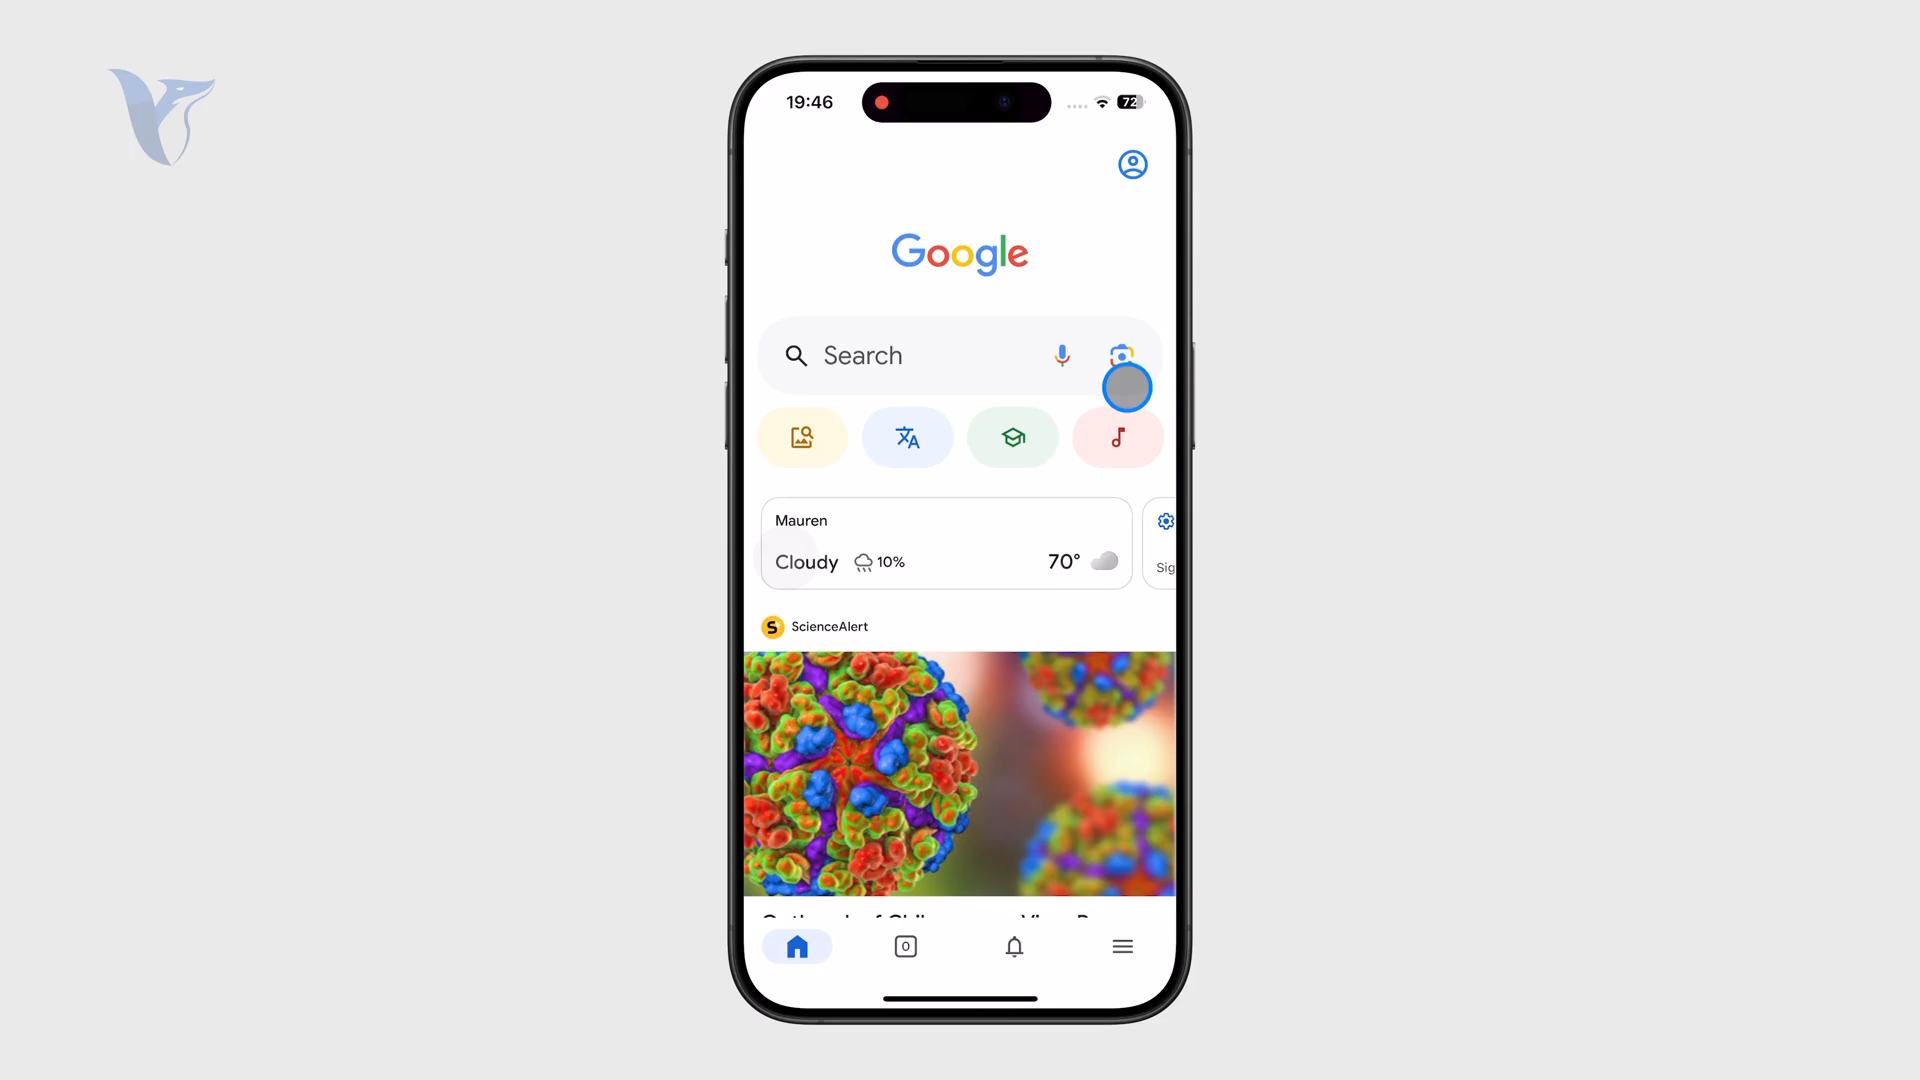 19:46
72
Google
Search
Mauren
Cloudy 10% 70°
Sig
S ScienceAlert
0